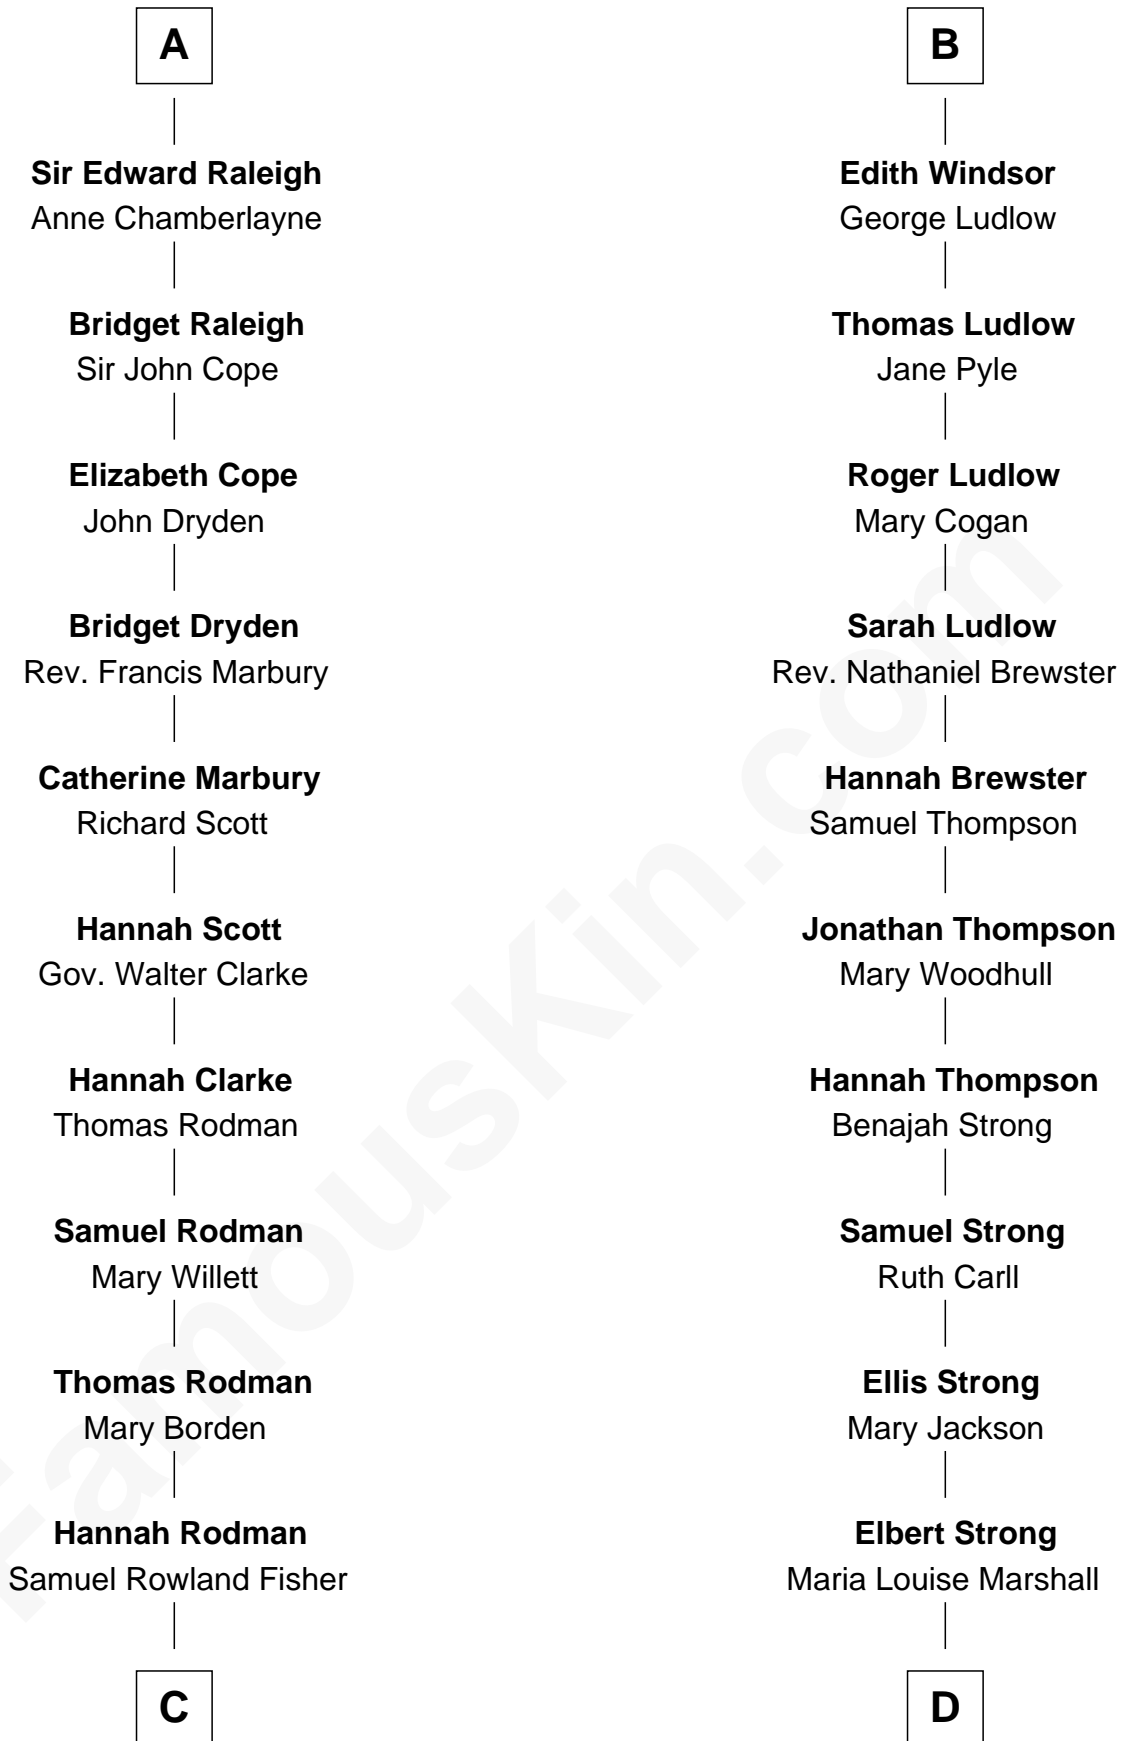 A
Sir Edward Raleigh
Anne Chamberlayne
Bridget Raleigh
Sir John Cope
Elizabeth Cope
John Dryden
Bridget Dryden
Rev. Francis Marbury
Catherine Marbury
Richard Scott
Hannah Scott
Gov. Walter Clarke
Hannah Clarke
Thomas Rodman
Samuel Rodman
Mary Willett
Thomas Rodman
Mary Borden
Hannah Rodman
Samuel Rowland Fisher
C
B
Edith Windsor
George Ludlow
Thomas Ludlow
Jane Pyle
Roger Ludlow
Mary Cogan
Sarah Ludlow
Rev. Nathaniel Brewster
Hannah Brewster
Samuel Thompson
Jonathan Thompson
Mary Woodhull
Hannah Thompson
Benajah Strong
Samuel Strong
Ruth Carll
Ellis Strong
Mary Jackson
Elbert Strong
Maria Louise Marshall
D
FamousKin.com